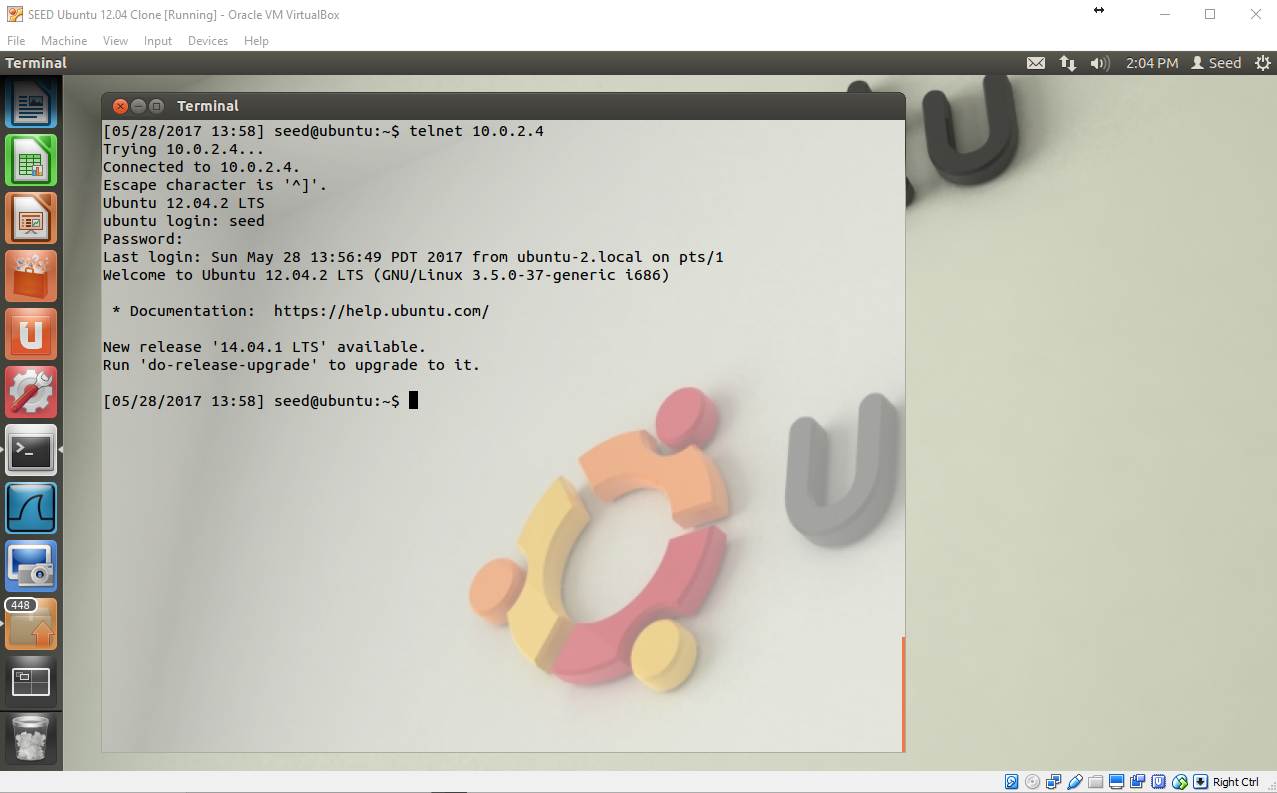 SEED Ubuntu 12.04 Clone [Running] - Oracle VM VirtualBox
File Machine View Input Devices Help
Terminal 2:04 PM Seed
Terminal
[05/28/2017 13:58] seed@ubuntu:~$ telnet 10.0.2.4
Trying 10.0.2.4...
Connected to 10.0.2.4.
Escape character is '^]'.
Ubuntu 12.04.2 LTS
ubuntu login: seed
Password:
Last login: Sun May 28 13:56:49 PDT 2017 from ubuntu-2.local on pts/1
Welcome to Ubuntu 12.04.2 LTS (GNU/Linux 3.5.0-37-generic i686)
 * Documentation:  https://help.ubuntu.com/
New release '14.04.1 LTS' available.
Run 'do-release-upgrade' to upgrade to it.
[05/28/2017 13:58] seed@ubuntu:~$
U
U
U
>_
448
Right Ctrl